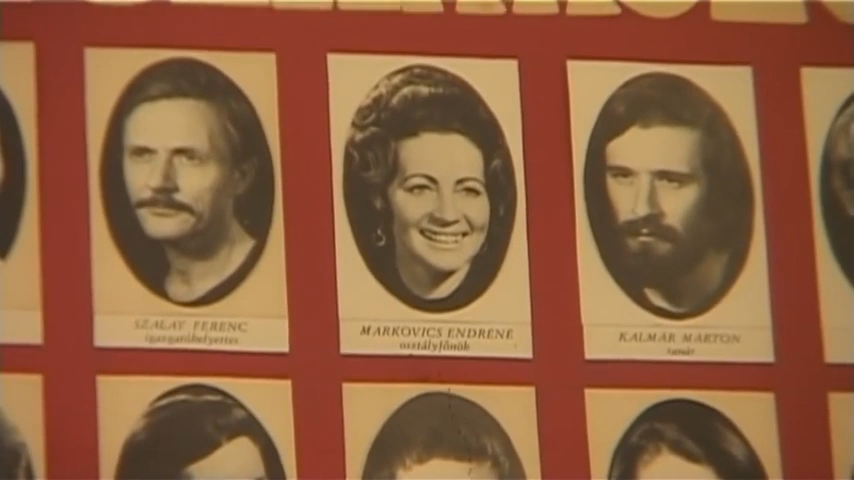 SZALAY FERENC
igazgatóhelyettes
MARKOVICS ENDRÉNÉ
osztályfőnök
KALMÁR MÁRTON
tanár